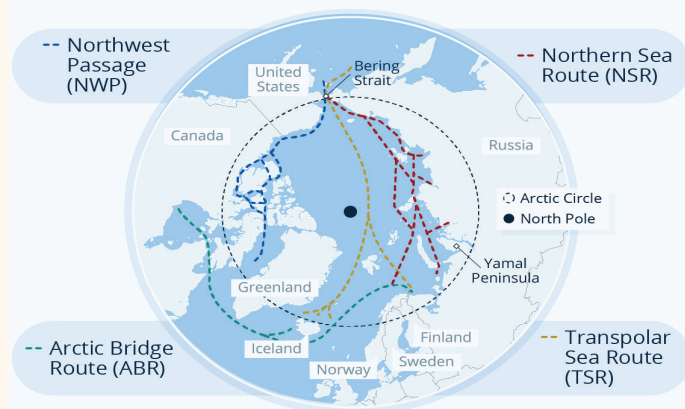 Northwest
Passage
(NWP)
Northern Sea
Route (NSR)
Bering
Strait
United
States
Canada
Russia
Arctic Circle
North Pole
Yamal
Peninsula
Greenland
Iceland
Norway
Sweden
Finland
Arctic Bridge
Route (ABR)
Transpolar
Sea Route
(TSR)